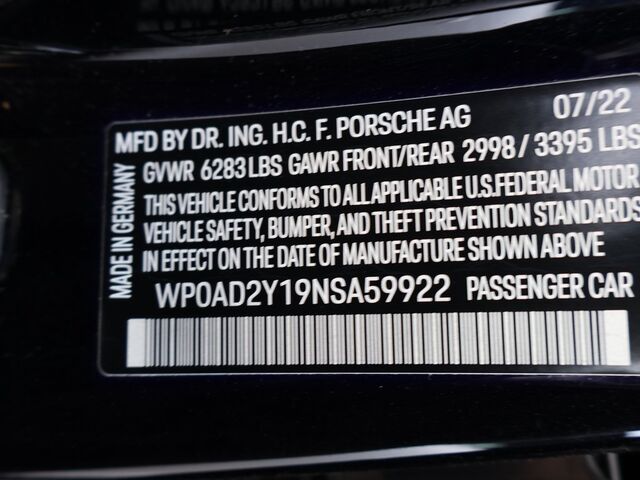 MFD BY DR. ING. H.C. F. PORSCHE AG 07/22
GVWR 6283 LBS GAWR FRONT/REAR 2998 / 3395 LBS
THIS VEHICLE CONFORMS TO ALL APPLICABLE U.S.FEDERAL MOTOR
VEHICLE SAFETY, BUMPER, AND THEFT PREVENTION STANDARDS
IN EFFECT ON THE DATE OF MANUFACTURE SHOWN ABOVE
WP0AD2Y19NSA59922 PASSENGER CAR
MADE IN GERMANY